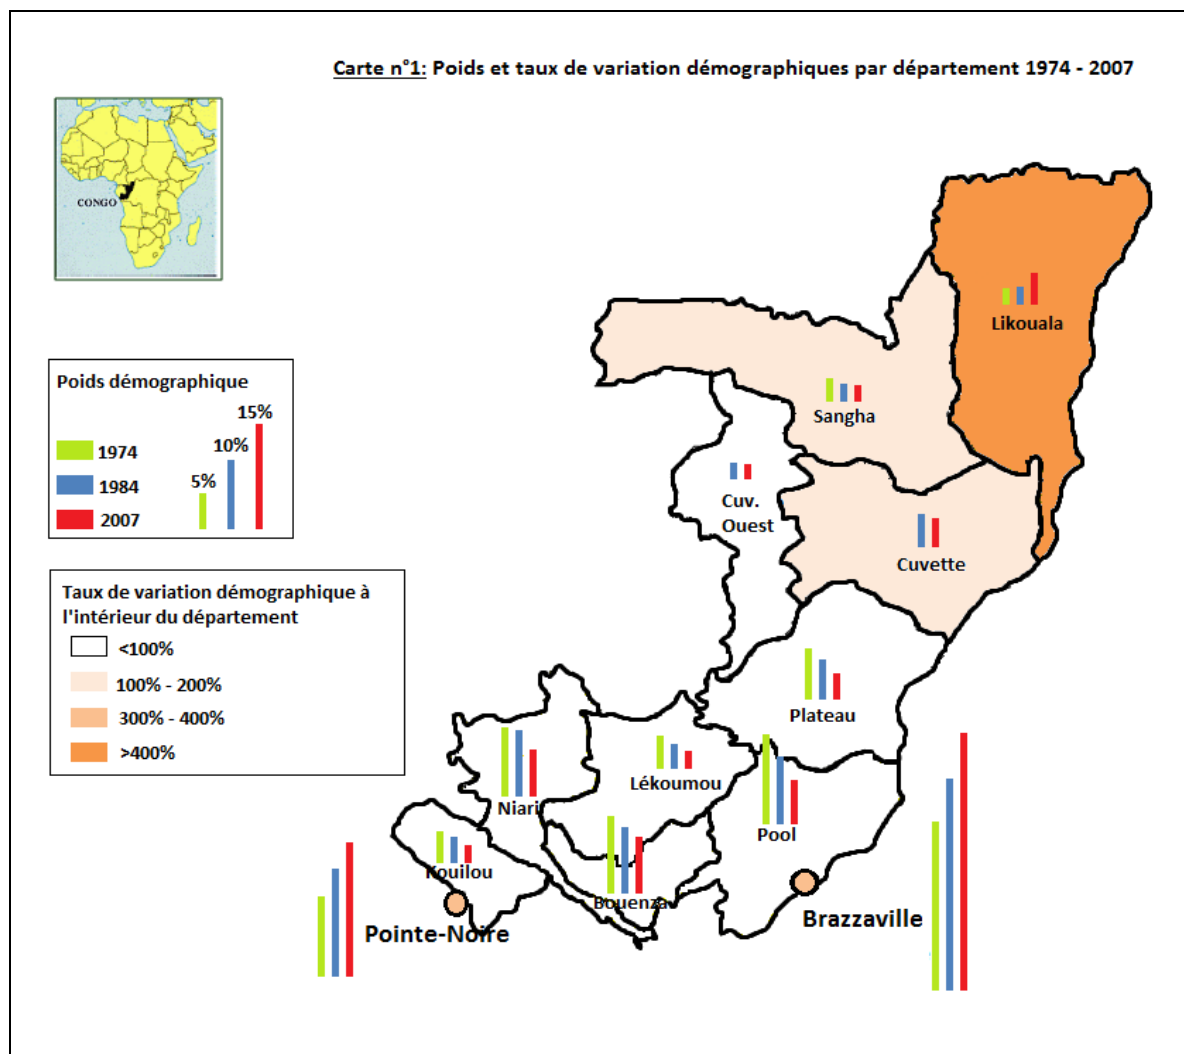 Carte n°1: Poids et taux de variation démographiques par département 1974 - 2007
CONGO
Poids démographique
15%
10%
5%
1974
1984
2007
Taux de variation démographique à
l'intérieur du département
<100%
100% - 200%
300% - 400%
>400%
Likouala
Sangha
Cuv.
Ouest
Cuvette
Plateau
Lékoumou
Niari
Pool
Kouilou
Bouenza
Pointe-Noire
Brazzaville